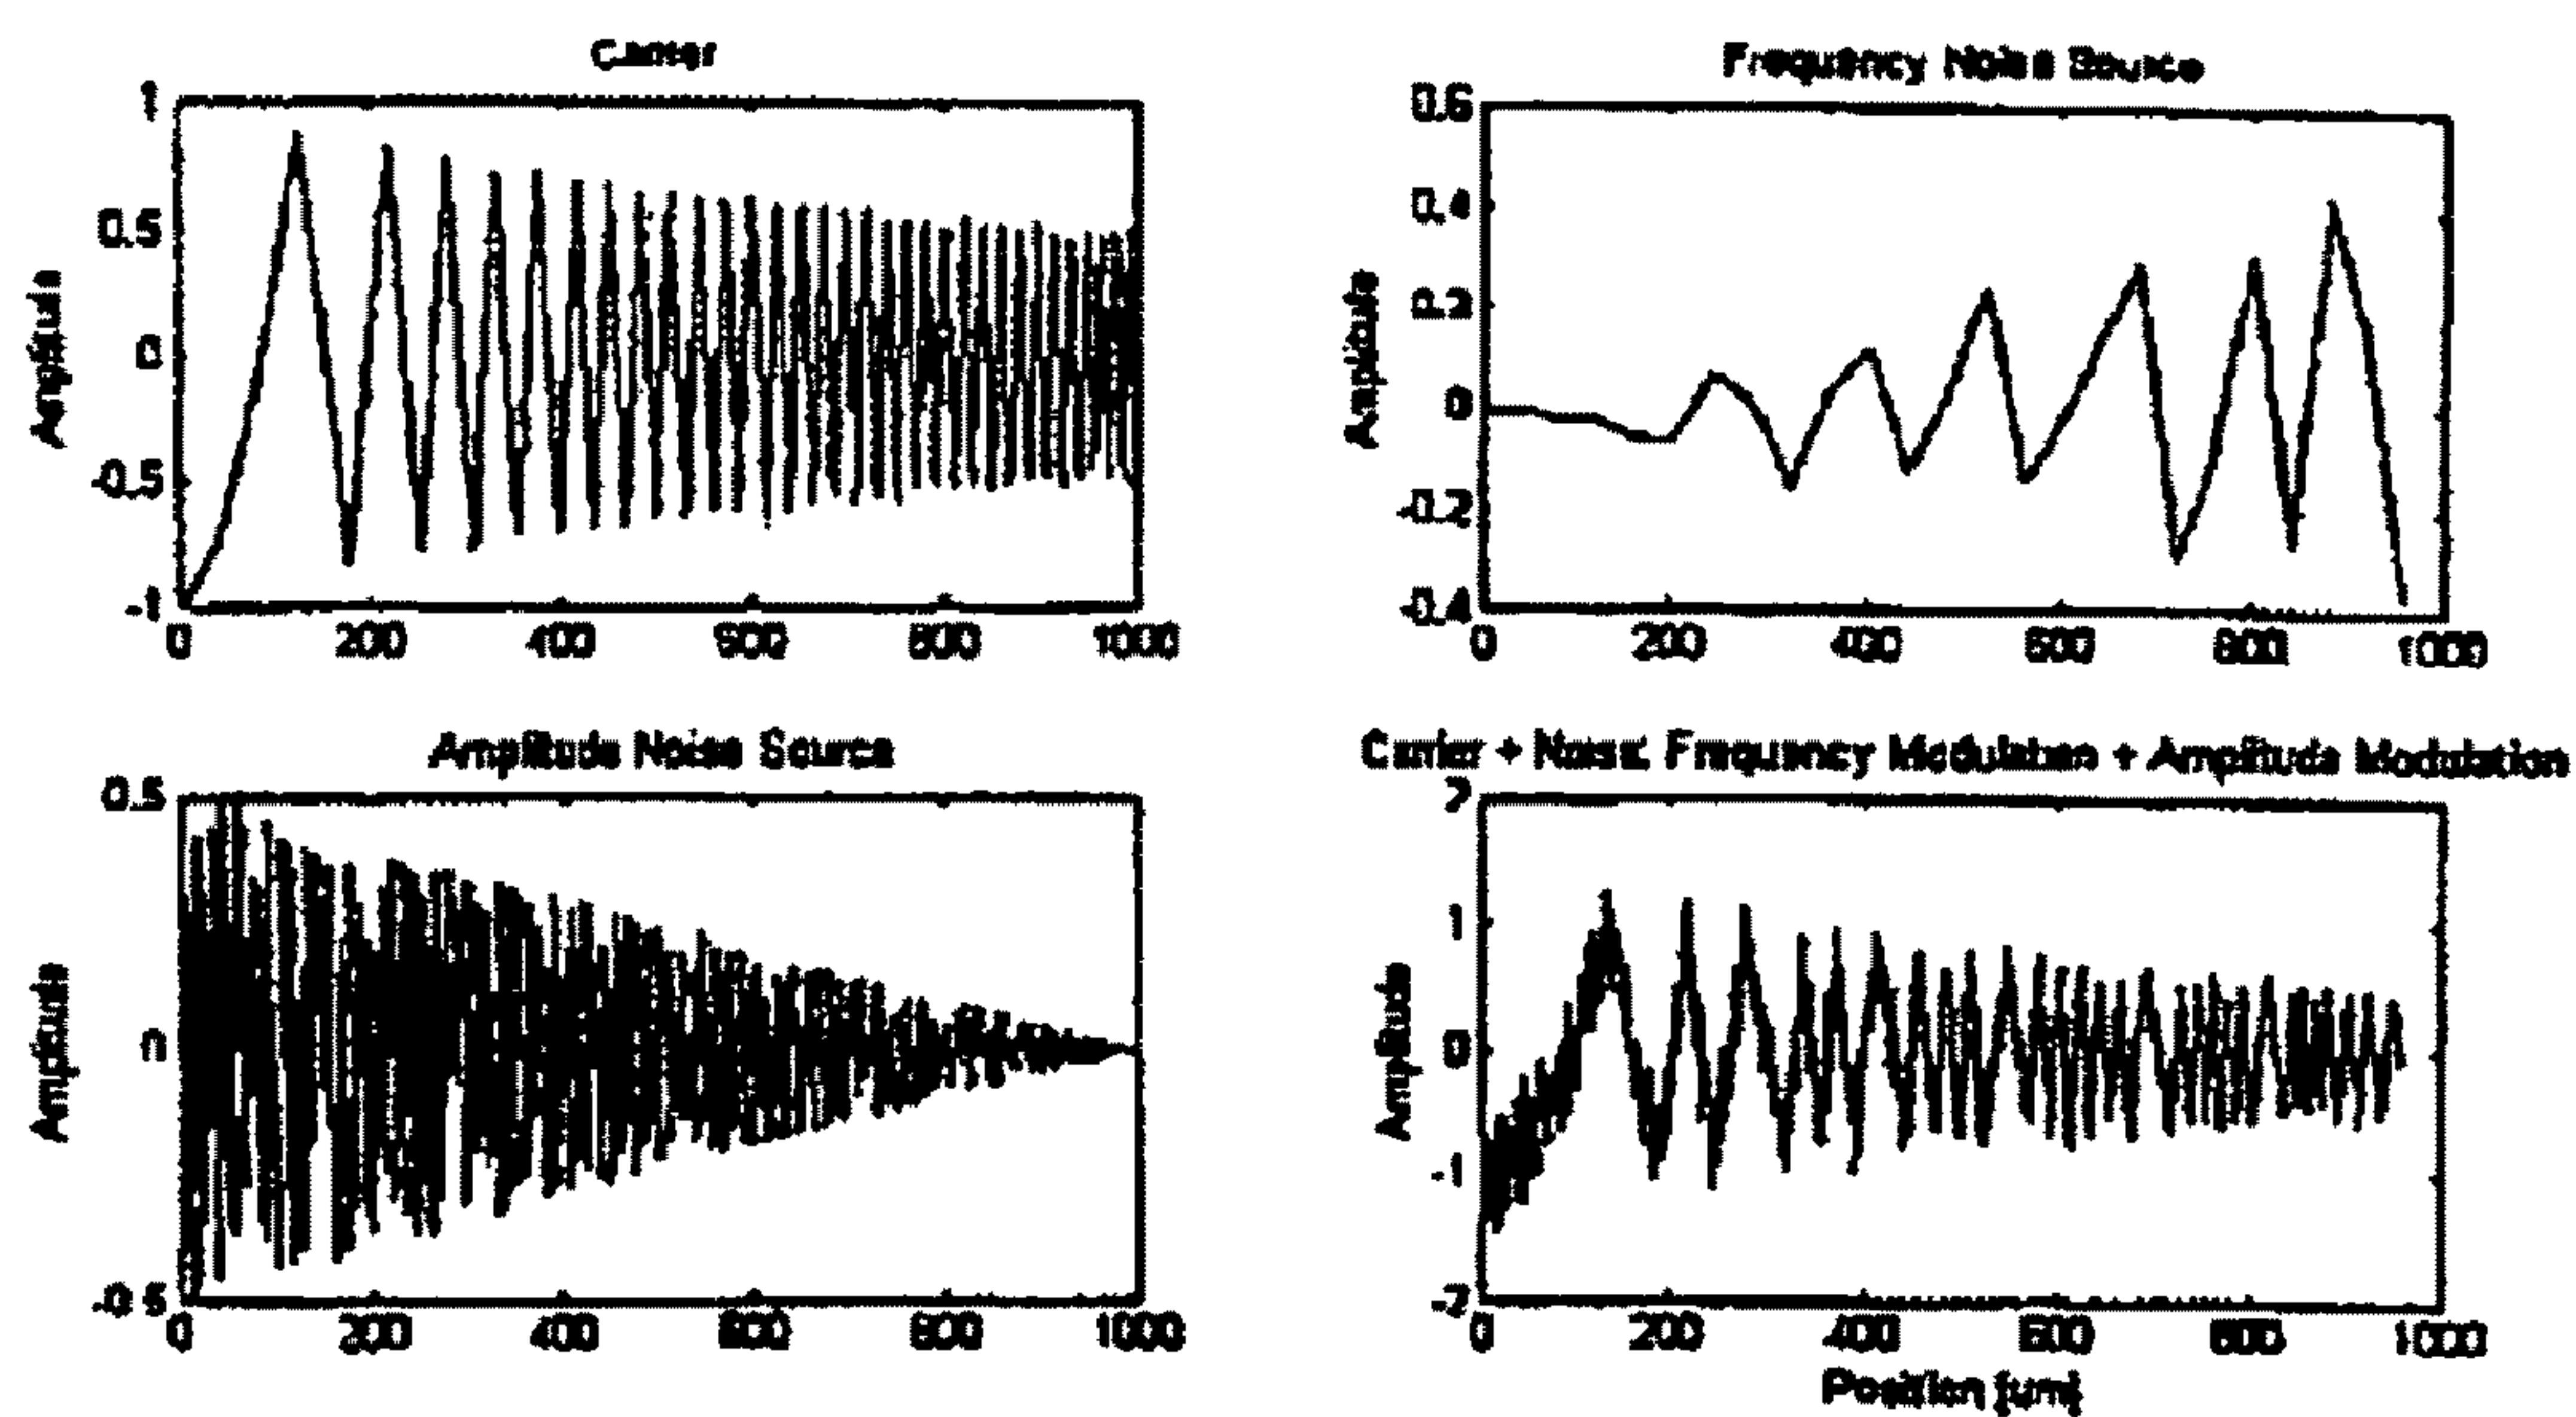 Carrier
1
0.5
0
-0.5
-1
0 200 400 600 800 1000
Amplitude
Frequency Noise Source
0.6
0.4
0.2
0
-0.2
-0.4
0 200 400 600 800 1000
Amplitude
Amplitude Noise Source
0.5
0
-0.5
0 200 400 600 800 1000
Amplitude
Carrier + Noise: Frequency Modulation + Amplitude Modulation
2
1
0
-1
-2
0 200 400 600 800 1000
Amplitude
Position [um]